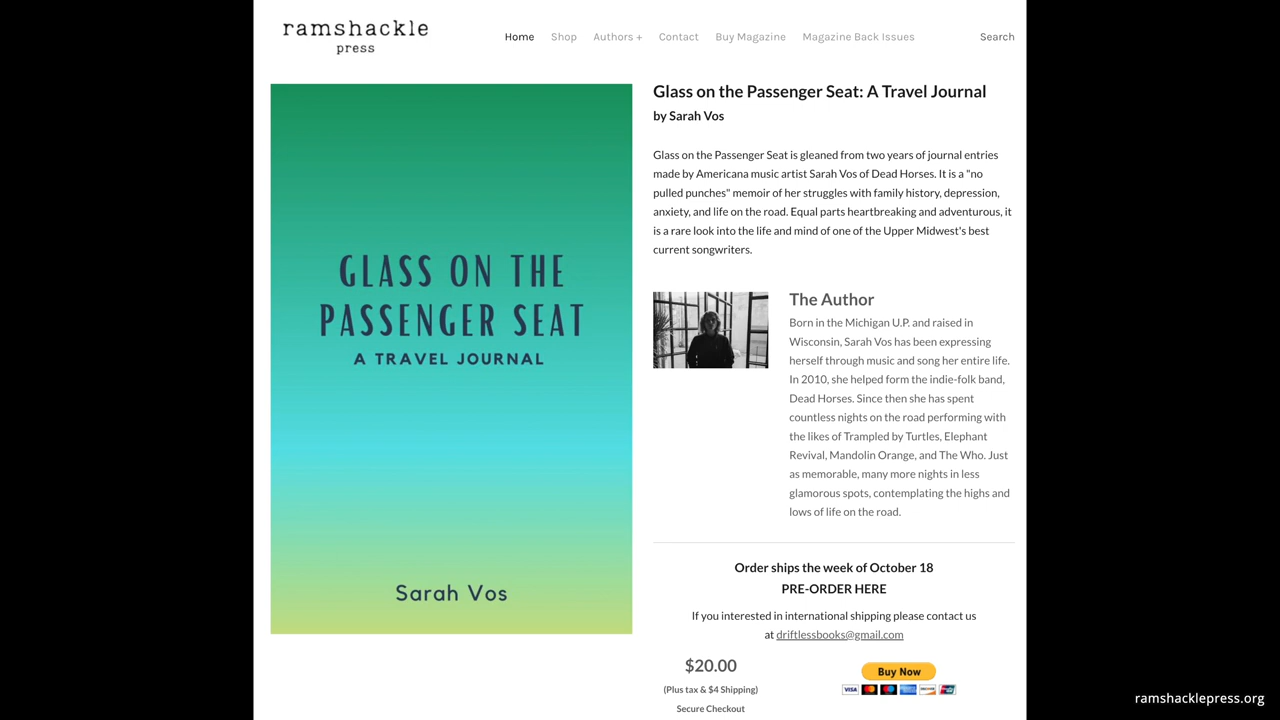 ramshackle
press
Home Shop Authors + Contact Buy Magazine Magazine Back Issues Search
GLASS ON THE
PASSENGER SEAT
A TRAVEL JOURNAL
Sarah Vos
Glass on the Passenger Seat: A Travel Journal
by Sarah Vos
Glass on the Passenger Seat is gleaned from two years of journal entries
made by Americana music artist Sarah Vos of Dead Horses. It is a "no
pulled punches" memoir of her struggles with family history, depression,
anxiety, and life on the road. Equal parts heartbreaking and adventurous, it
is a rare look into the life and mind of one of the Upper Midwest's best
current songwriters.
The Author
Born in the Michigan U.P. and raised in
Wisconsin, Sarah Vos has been expressing
herself through music and song her entire life.
In 2010, she helped form the indie-folk band,
Dead Horses. Since then she has spent
countless nights on the road performing with
the likes of Trampled by Turtles, Elephant
Revival, Mandolin Orange, and The Who. Just
as memorable, many more nights in less
glamorous spots, contemplating the highs and
lows of life on the road.
Order ships the week of October 18
PRE-ORDER HERE
If you interested in international shipping please contact us
at driftlessbooks@gmail.com
$20.00
(Plus tax & $4 Shipping)
Secure Checkout
Buy Now
VISA
ramshacklepress.org